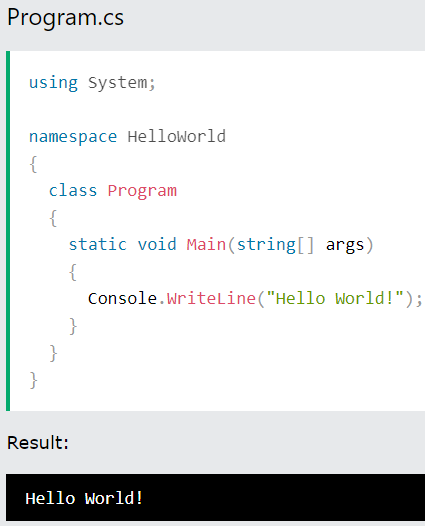 Program.cs
using System;
namespace HelloWorld
{
  class Program
  {
    static void Main(string[] args)
    {
      Console.WriteLine("Hello World!");
    }
  }
}
Result:
Hello World!